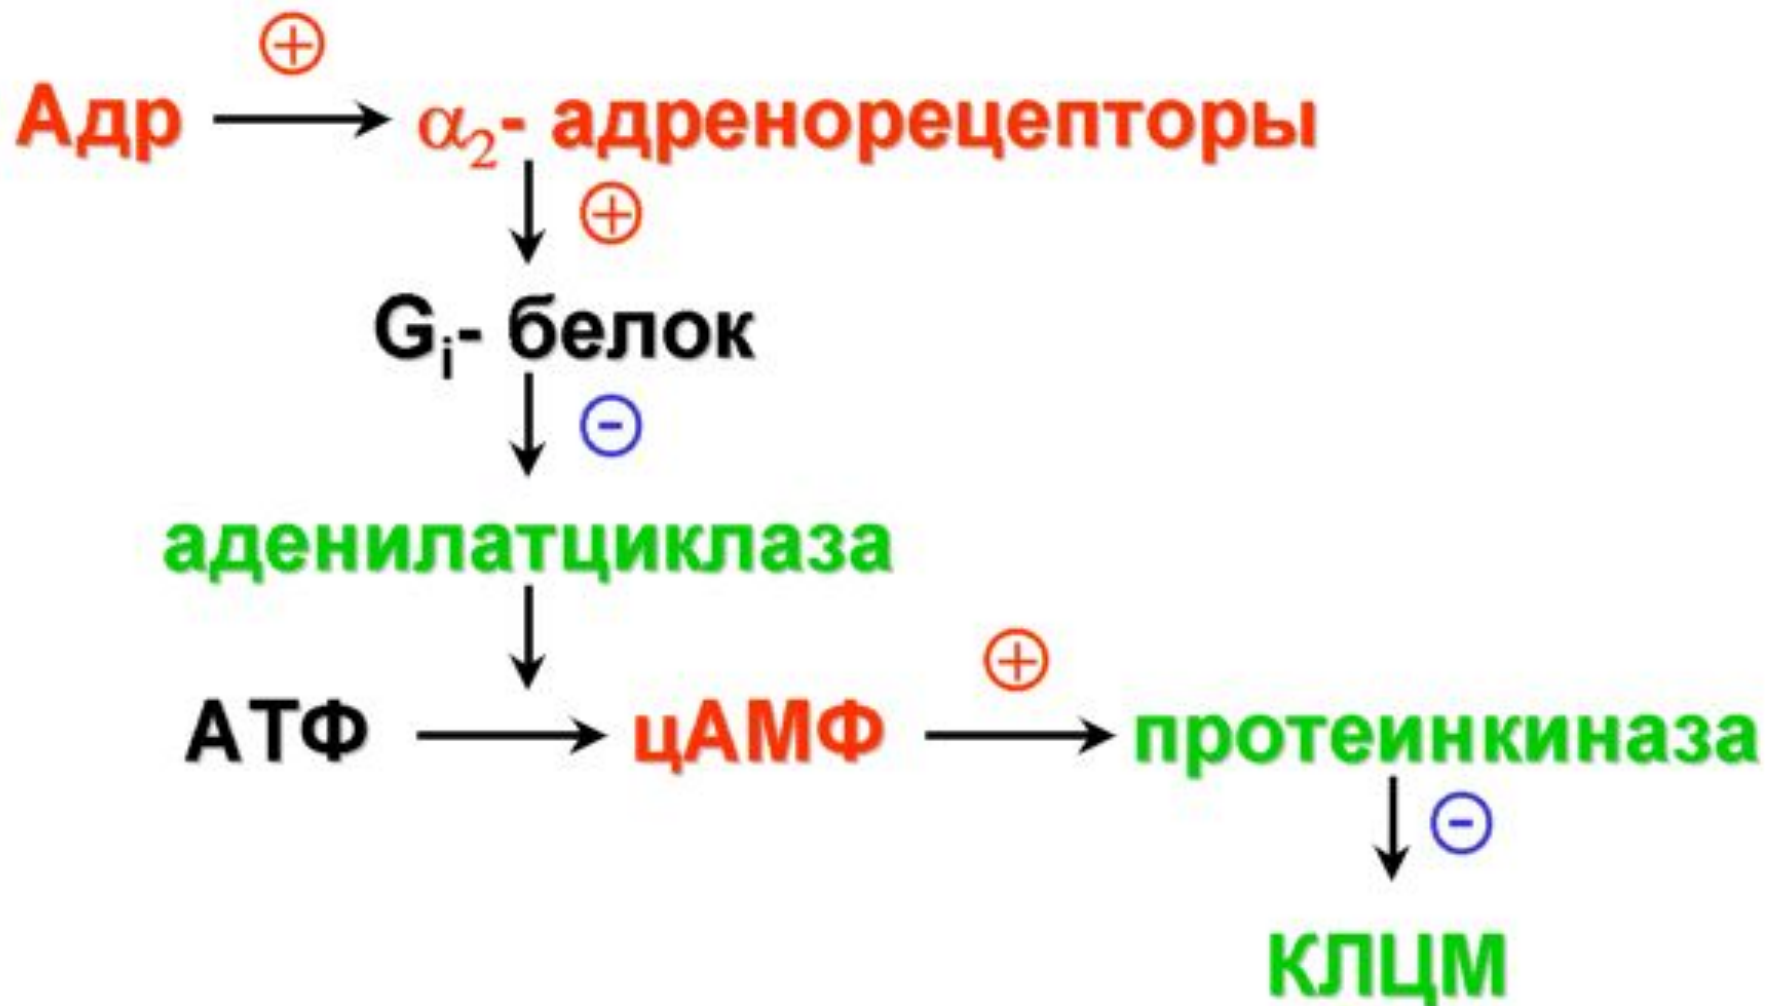 Адр α₂- адренорецепторы
Gᵢ- белок
аденилатциклаза
АТФ цАМФ протеинкиназа
КЛЦМ